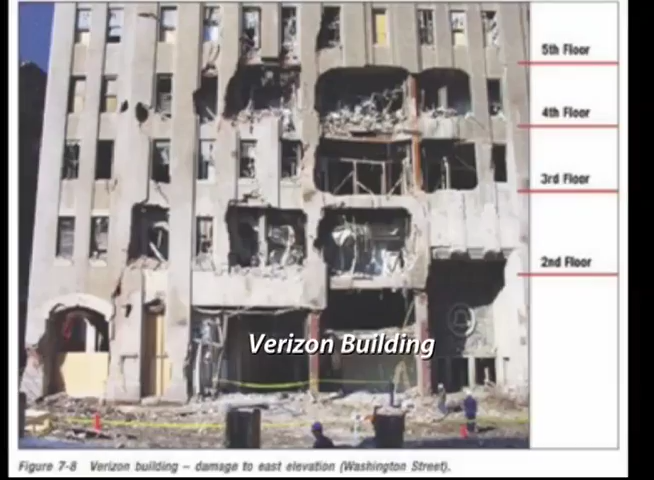 5th Floor
4th Floor
3rd Floor
2nd Floor
Verizon Building
Figure 7-8 Verizon building – damage to east elevation (Washington Street).